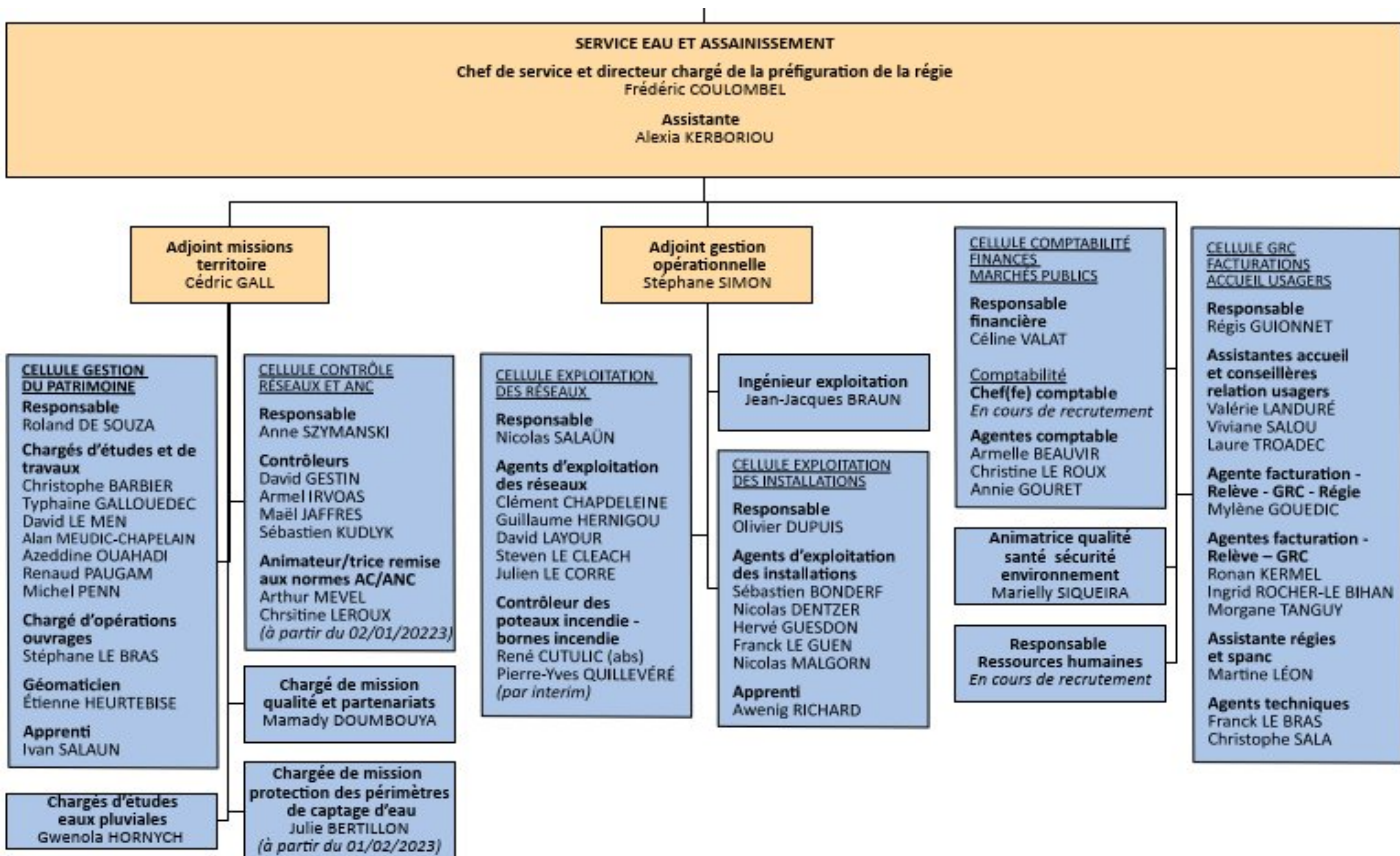 SERVICE EAU ET ASSAINISSEMENT
Chef de service et directeur chargé de la préfiguration de la régie
Frédéric COULOMBEL
Assistante
Alexia KERBORIOU
Adjoint missions
territoire
Cédric GALL
CELLULE GESTION
DU PATRIMOINE
Responsable
Roland DE SOUZA
Chargés d'études et de
travaux
Christophe BARBIER
Typhaine GALLOUEDEC
David LE MEN
Alan MEUDIC-CHAPELAIN
Azeddine OUAHADI
Renaud PAUGAM
Michel PENN
Chargé d'opérations
ouvrages
Stéphane LE BRAS
Géomaticien
Étienne HEURTEBISE
Apprenti
Ivan SALAUN
Chargés d'études
eaux pluviales
Gwenola HORNYCH
CELLULE CONTRÔLE
RÉSEAUX ET ANC
Responsable
Anne SZYMANSKI
Contrôleurs
David GESTIN
Armel IRVOAS
Maël JAFFRES
Sébastien KUDLYK
Animateur/trice remise
aux normes AC/ANC
Arthur MEVEL
Chrsitine LEROUX
(à partir du 02/01/20223)
Chargé de mission
qualité et partenariats
Mamady DOUMBOUYA
Chargée de mission
protection des périmètres
de captage d'eau
Julie BERTILLON
(à partir du 01/02/2023)
Adjoint gestion
opérationnelle
Stéphane SIMON
CELLULE EXPLOITATION
DES RÉSEAUX
Responsable
Nicolas SALAÜN
Agents d'exploitation
des réseaux
Clément CHAPDELEINE
Guillaume HERNIGOU
David LAYOUR
Steven LE CLEACH
Julien LE CORRE
Contrôleur des
poteaux incendie -
bornes incendie
René CUTULIC (abs)
Pierre-Yves QUILLEVÉRÉ
(par interim)
Ingénieur exploitation
Jean-Jacques BRAUN
CELLULE EXPLOITATION
DES INSTALLATIONS
Responsable
Olivier DUPUIS
Agents d'exploitation
des installations
Sébastien BONDERF
Nicolas DENTZER
Hervé GUESDON
Franck LE GUEN
Nicolas MALGORN
Apprenti
Awenig RICHARD
CELLULE COMPTABILITÉ
FINANCES
MARCHÉS PUBLICS
Responsable
financière
Céline VALAT
Comptabilité
Chef(fe) comptable
En cours de recrutement
Agentes comptable
Armelle BEAUVIR
Christine LE ROUX
Annie GOURET
Animatrice qualité
santé sécurité
environnement
Marielly SIQUEIRA
Responsable
Ressources humaines
En cours de recrutement
CELLULE GRC
FACTURATIONS
ACCUEIL USAGERS
Responsable
Régis GUIONNET
Assistantes accueil
et conseillères
relation usagers
Valérie LANDURÉ
Viviane SALOU
Laure TROADEC
Agente facturation -
Relève - GRC - Régie
Mylène GOUEDIC
Agentes facturation -
Relève – GRC
Ronan KERMEL
Ingrid ROCHER-LE BIHAN
Morgane TANGUY
Assistante régies
et spanc
Martine LÉON
Agents techniques
Franck LE BRAS
Christophe SALA